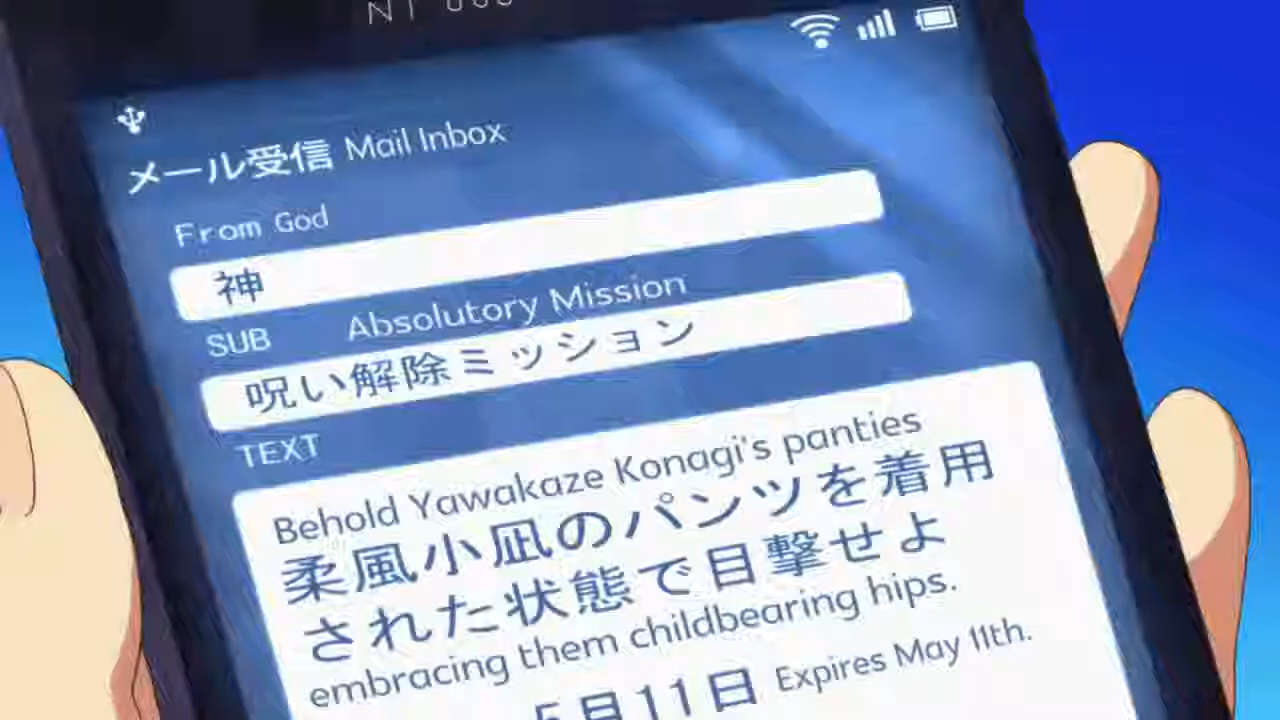 メール受信 Mail Inbox
From God
神
SUB Absolutory Mission
呪い解除ミッション
TEXT
Behold Yawakaze Konagi's panties
柔風小凪のパンツを着用
された状態で目撃せよ
embracing them childbearing hips.
5月11日 Expires May 11th.